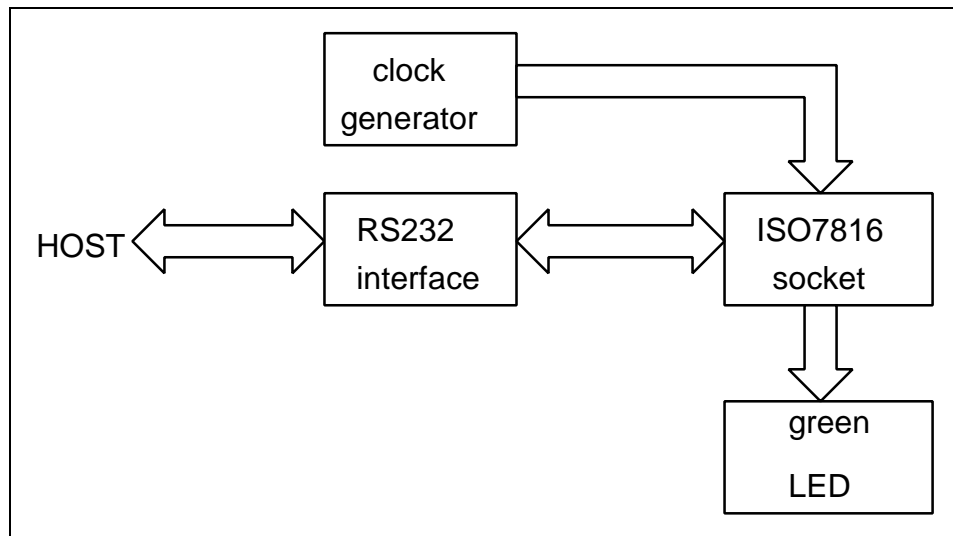 clock
generator
HOST
RS232
interface
ISO7816
socket
green
LED